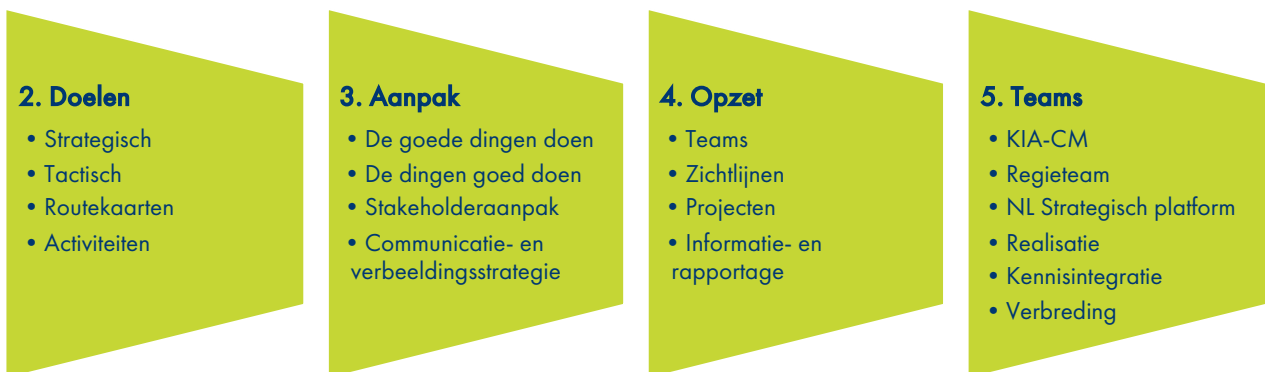 2. Doelen
• Strategisch
• Tactisch
• Routekaarten
• Activiteiten
3. Aanpak
• De goede dingen doen
• De dingen goed doen
• Stakeholderaanpak
• Communicatie- en
verbeeldingsstrategie
4. Opzet
• Teams
• Zichtlijnen
• Projecten
• Informatie- en
rapportage
5. Teams
• KIA-CM
• Regieteam
• NL Strategisch platform
• Realisatie
• Kennisintegratie
• Verbreding